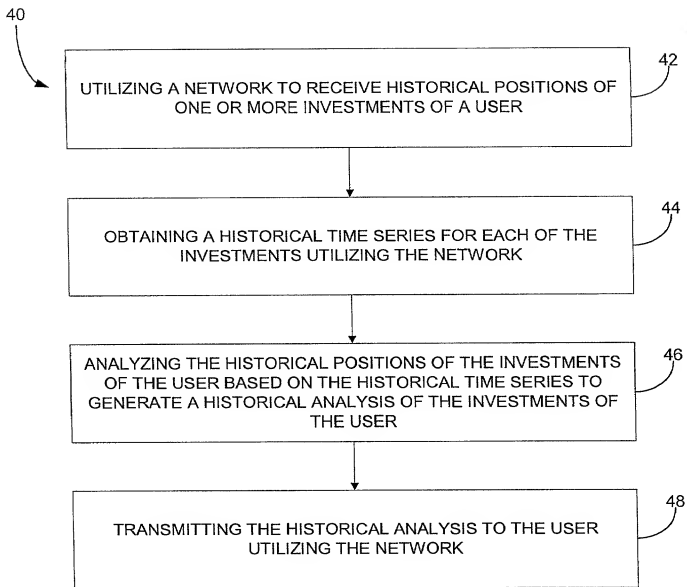 40
UTILIZING A NETWORK TO RECEIVE HISTORICAL POSITIONS OF
ONE OR MORE INVESTMENTS OF A USER
42
OBTAINING A HISTORICAL TIME SERIES FOR EACH OF THE
INVESTMENTS UTILIZING THE NETWORK
44
ANALYZING THE HISTORICAL POSITIONS OF THE INVESTMENTS
OF THE USER BASED ON THE HISTORICAL TIME SERIES TO
GENERATE A HISTORICAL ANALYSIS OF THE INVESTMENTS OF
THE USER
46
TRANSMITTING THE HISTORICAL ANALYSIS TO THE USER
UTILIZING THE NETWORK
48